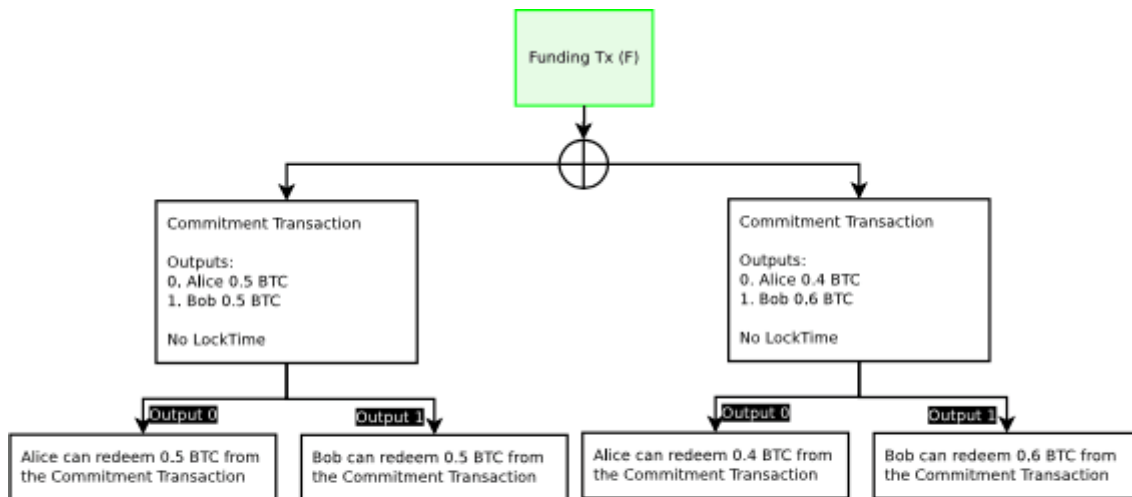 Funding Tx (F)
Commitment Transaction
Outputs:
0. Alice 0.5 BTC
1. Bob 0.5 BTC
No LockTime
Output 0
Output 1
Alice can redeem 0.5 BTC from
the Commitment Transaction
Bob can redeem 0.5 BTC from
the Commitment Transaction
Commitment Transaction
Outputs:
0. Alice 0.4 BTC
1. Bob 0.6 BTC
No LockTime
Output 0
Output 1
Alice can redeem 0.4 BTC from
the Commitment Transaction
Bob can redeem 0.6 BTC from
the Commitment Transaction